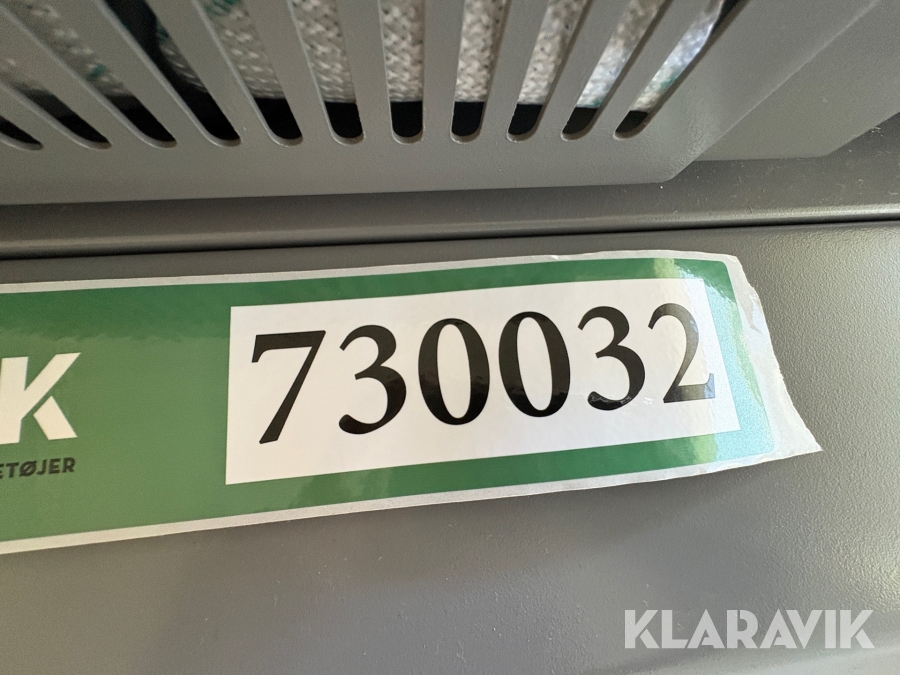 730032
K
ETØJER
KLARAVIK